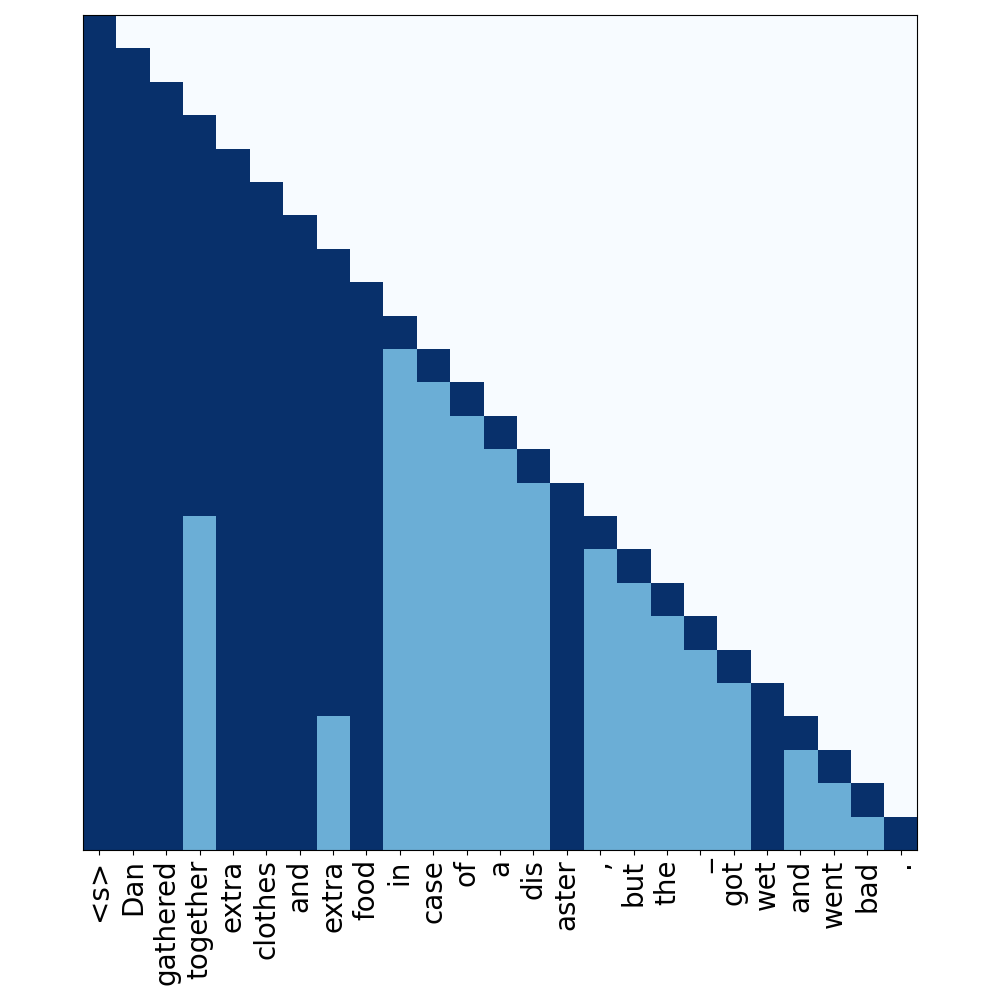 <s> Dan gathered together extra clothes and extra food in case of a dis aster , but the _ got wet and went bad .